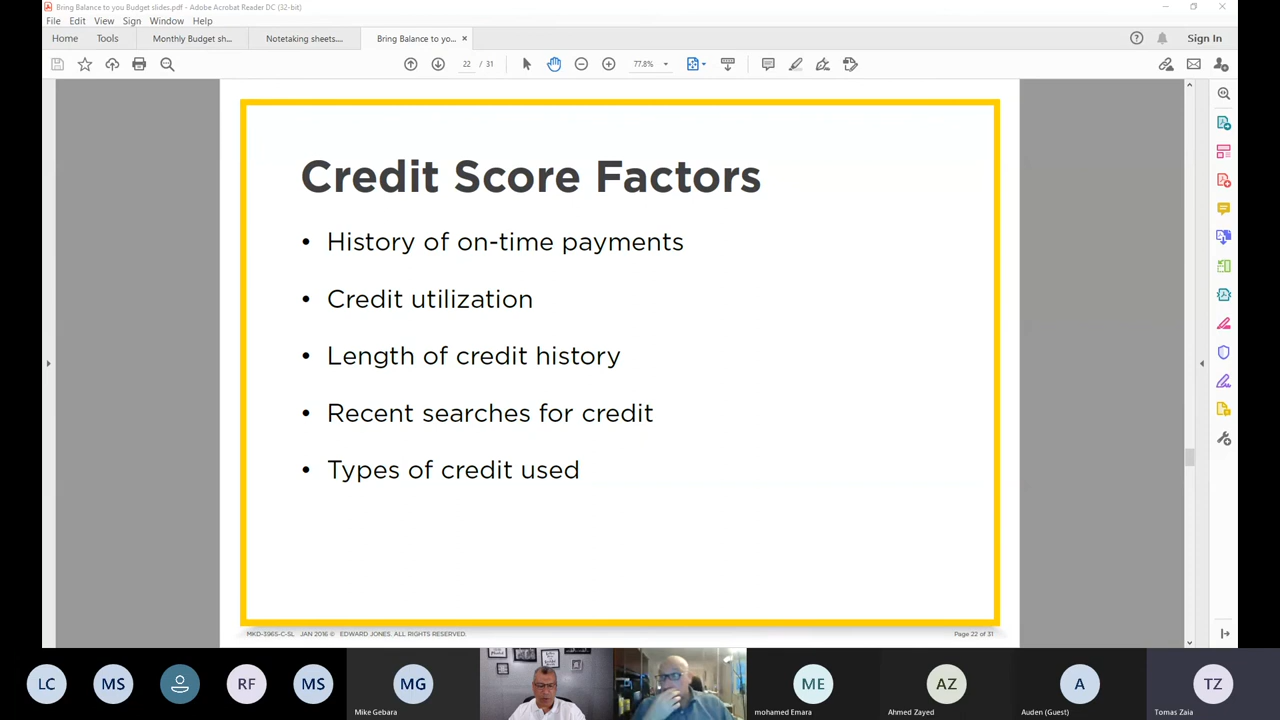 Bring Balance to you Budget slides.pdf - Adobe Acrobat Reader DC (32-bit)
File Edit View Sign Window Help
Home Tools Monthly Budget sh... Notetaking sheets.... Bring Balance to yo... × Sign In
22 / 31 77.8%
Credit Score Factors
• History of on-time payments
• Credit utilization
• Length of credit history
• Recent searches for credit
• Types of credit used
MKD-3965-C-SL JAN 2016 © EDWARD JONES. ALL RIGHTS RESERVED. Page 22 of 31
LC MS RF MS MG ME AZ A TZ
Mike Gebara mohamed Emara Ahmed Zayed Auden (Guest) Tomas Zaia